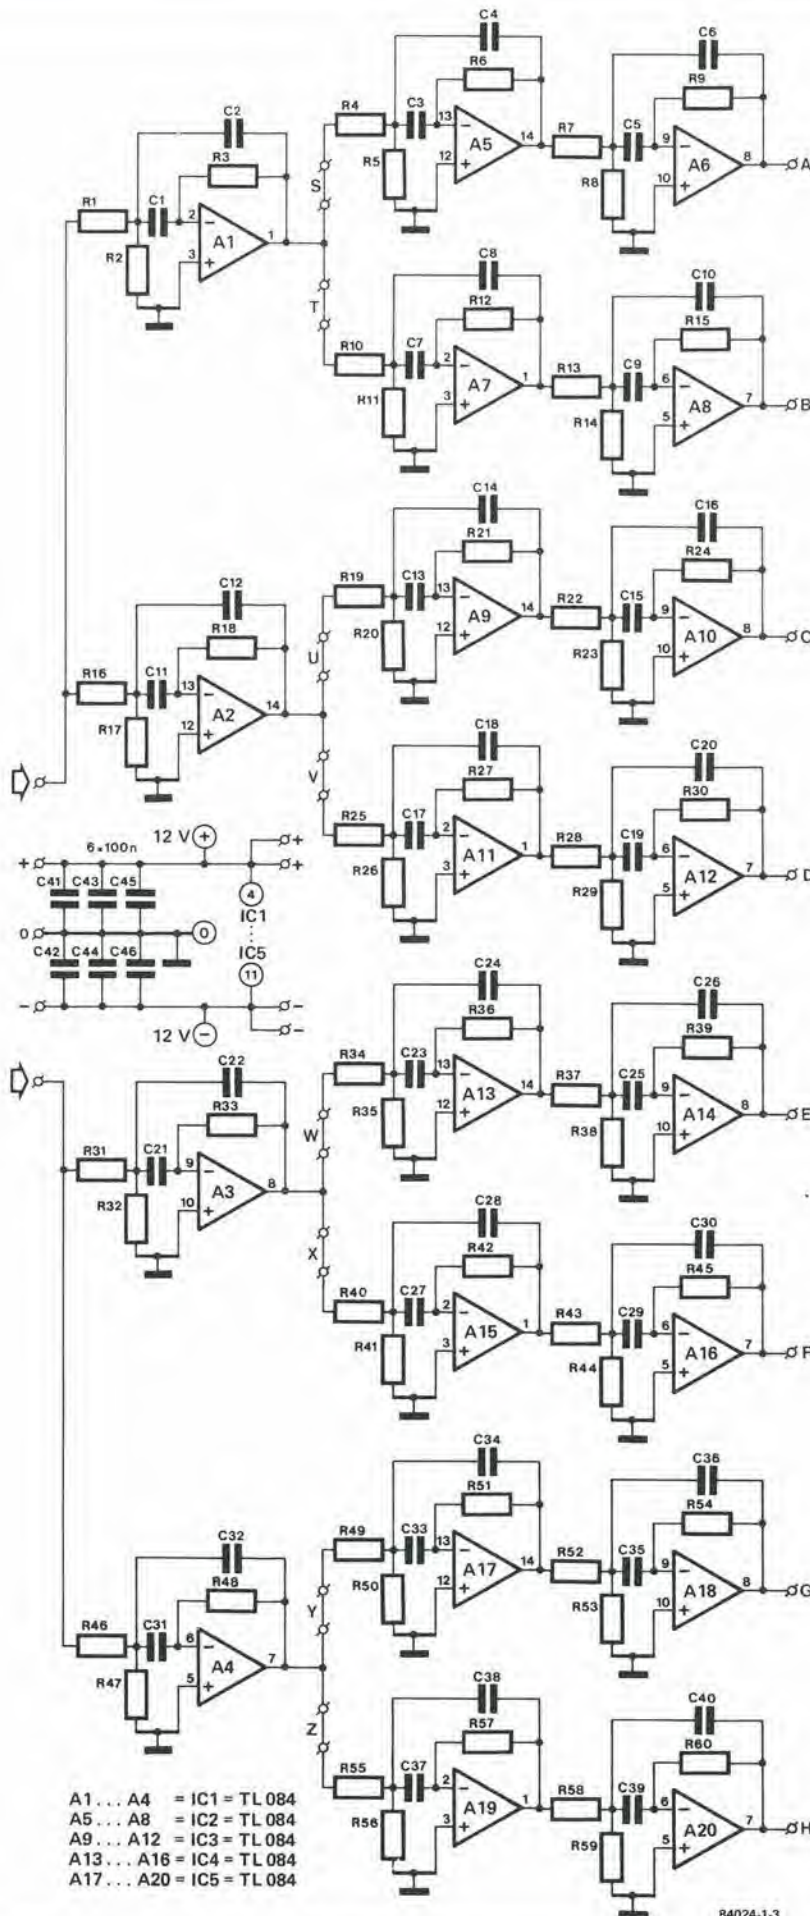 C4
R6
R4
C3
13
14
12
A5
R5
C6
R9
R7
C5
9
8
10
A6
R8
A
C2
R3
R1
C1
2
1
3
A1
R2
S
T
C8
R12
R10
C7
2
1
3
A7
R11
C10
R15
R13
C9
6
7
5
A8
R14
B
C14
R21
R19
C13
13
14
12
A9
R20
C16
R24
R22
C15
9
8
10
A10
R23
C
C12
R18
R16
C11
13
14
12
A2
R17
U
V
C18
R27
R25
C17
2
1
3
A11
R26
C20
R30
R28
C19
6
7
5
A12
R29
D
12 V +
6 x 100n
+
+
+
C41 C43 C45
4
IC1
0
0
C42 C44 C46
IC5
11
-
-
-
12 V -
C24
R36
R34
C23
13
14
12
A13
R35
C26
R39
R37
C25
9
8
10
A14
R38
E
C22
R33
R31
C21
9
8
10
A3
R32
W
X
C28
R42
R40
C27
2
1
3
A15
R41
C30
R45
R43
C29
6
7
5
A16
R44
F
C34
R51
R49
C33
13
14
12
A17
R50
C36
R54
R52
C35
9
8
10
A18
R53
G
C32
R48
R46
C31
6
7
5
A4
R47
Y
Z
C38
R57
R55
C37
2
1
3
A19
R56
C40
R60
R58
C39
6
7
5
A20
R59
H
A1 . . . A4 = IC1 = TL 084
A5 . . . A8 = IC2 = TL 084
A9 . . . A12 = IC3 = TL 084
A13 . . . A16 = IC4 = TL 084
A17 . . . A20 = IC5 = TL 084
84024-1-3